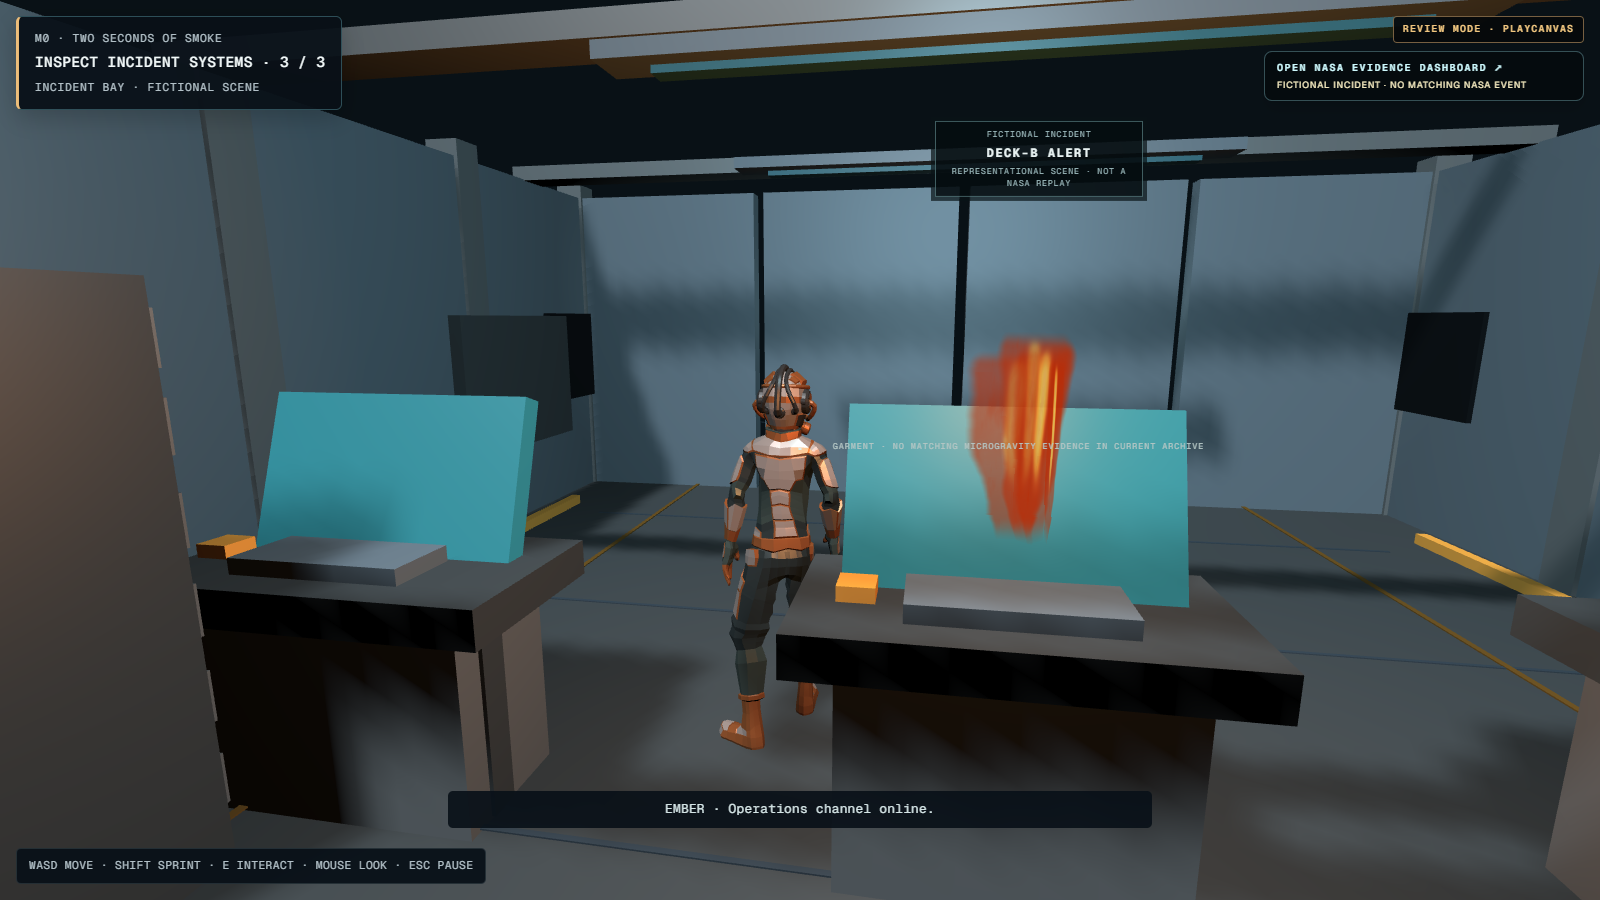 M0 · TWO SECONDS OF SMOKE
INSPECT INCIDENT SYSTEMS · 3 / 3
INCIDENT BAY · FICTIONAL SCENE
REVIEW MODE · PLAYCANVAS
OPEN NASA EVIDENCE DASHBOARD ↗
FICTIONAL INCIDENT · NO MATCHING NASA EVENT
FICTIONAL INCIDENT
DECK-B ALERT
REPRESENTATIONAL SCENE · NOT A
NASA REPLAY
GARMENT · NO MATCHING MICROGRAVITY EVIDENCE IN CURRENT ARCHIVE
EMBER · Operations channel online.
WASD MOVE · SHIFT SPRINT · E INTERACT · MOUSE LOOK · ESC PAUSE